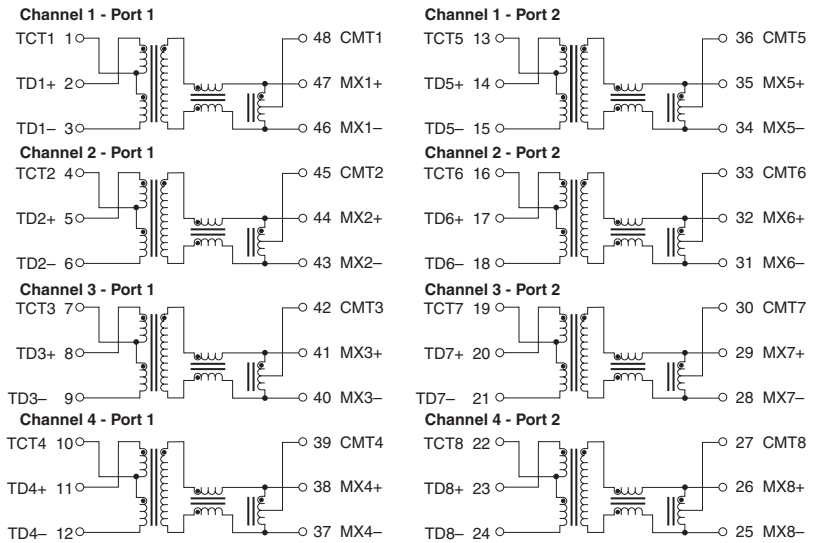 Channel 1 - Port 1
TCT1 1 48 CMT1
TD1+ 2 47 MX1+
TD1– 3 46 MX1–
Channel 2 - Port 1
TCT2 4 45 CMT2
TD2+ 5 44 MX2+
TD2– 6 43 MX2–
Channel 3 - Port 1
TCT3 7 42 CMT3
TD3+ 8 41 MX3+
TD3– 9 40 MX3–
Channel 4 - Port 1
TCT4 10 39 CMT4
TD4+ 11 38 MX4+
TD4– 12 37 MX4–
Channel 1 - Port 2
TCT5 13 36 CMT5
TD5+ 14 35 MX5+
TD5– 15 34 MX5–
Channel 2 - Port 2
TCT6 16 33 CMT6
TD6+ 17 32 MX6+
TD6– 18 31 MX6–
Channel 3 - Port 2
TCT7 19 30 CMT7
TD7+ 20 29 MX7+
TD7– 21 28 MX7–
Channel 4 - Port 2
TCT8 22 27 CMT8
TD8+ 23 26 MX8+
TD8– 24 25 MX8–